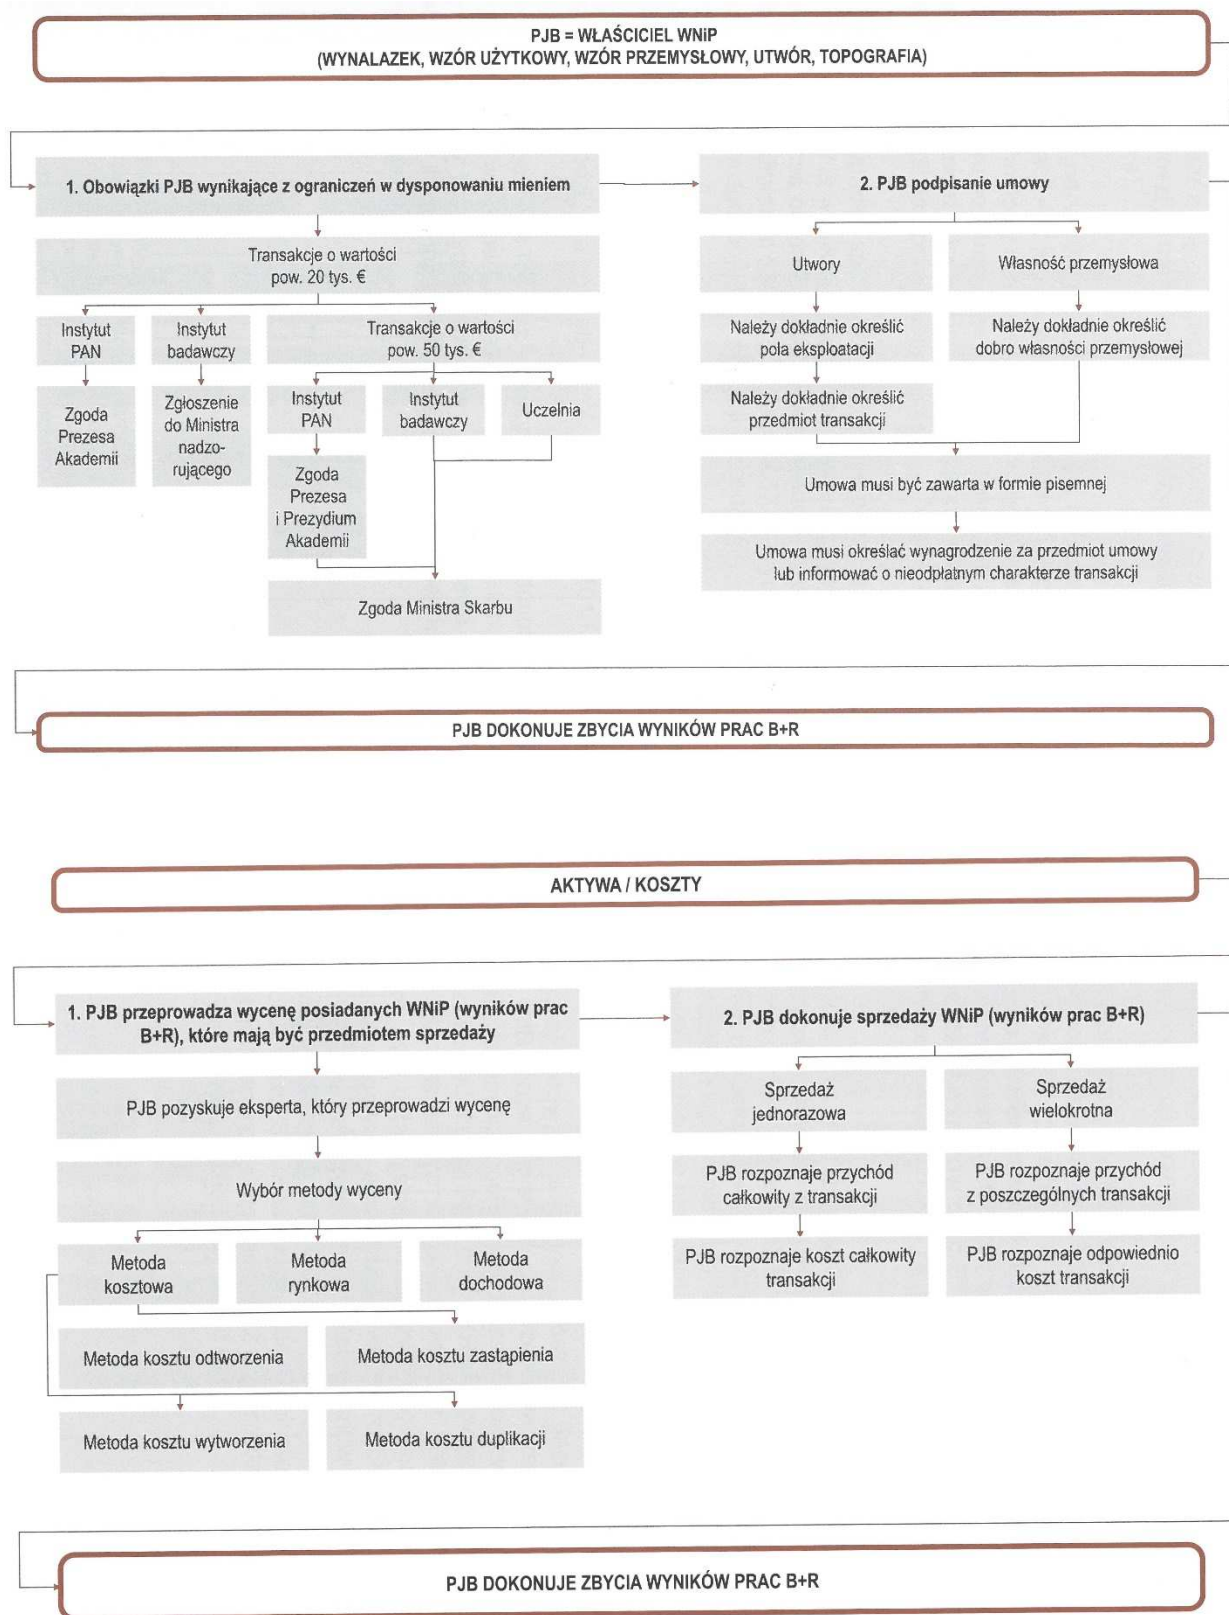 PJB = WŁAŚCICIEL WNiP
(WYNALAZEK, WZÓR UŻYTKOWY, WZÓR PRZEMYSŁOWY, UTWÓR, TOPOGRAFIA)
1. Obowiązki PJB wynikające z ograniczeń w dysponowaniu mieniem
Transakcje o wartości
pow. 20 tys. €
Instytut
PAN
Instytut
badawczy
Transakcje o wartości
pow. 50 tys. €
Zgoda
Prezesa
Akademii
Zgłoszenie
do Ministra
nadzo-
rującego
Instytut
PAN
Instytut
badawczy
Uczelnia
Zgoda
Prezesa
i Prezydium
Akademii
Zgoda Ministra Skarbu
2. PJB podpisanie umowy
Utwory
Własność przemysłowa
Należy dokładnie określić
pola eksploatacji
Należy dokładnie określić
dobro własności przemysłowej
Należy dokładnie określić
przedmiot transakcji
Umowa musi być zawarta w formie pisemnej
Umowa musi określać wynagrodzenie za przedmiot umowy
lub informować o nieodpłatnym charakterze transakcji
PJB DOKONUJE ZBYCIA WYNIKÓW PRAC B+R
AKTYWA / KOSZTY
1. PJB przeprowadza wycenę posiadanych WNiP (wyników prac
B+R), które mają być przedmiotem sprzedaży
PJB pozyskuje eksperta, który przeprowadzi wycenę
Wybór metody wyceny
Metoda
kosztowa
Metoda
rynkowa
Metoda
dochodowa
Metoda kosztu odtworzenia
Metoda kosztu zastąpienia
Metoda kosztu wytworzenia
Metoda kosztu duplikacji
2. PJB dokonuje sprzedaży WNiP (wyników prac B+R)
Sprzedaż
jednorazowa
Sprzedaż
wielokrotna
PJB rozpoznaje przychód
całkowity z transakcji
PJB rozpoznaje przychód
z poszczególnych transakcji
PJB rozpoznaje koszt całkowity
transakcji
PJB rozpoznaje odpowiednio
koszt transakcji
PJB DOKONUJE ZBYCIA WYNIKÓW PRAC B+R